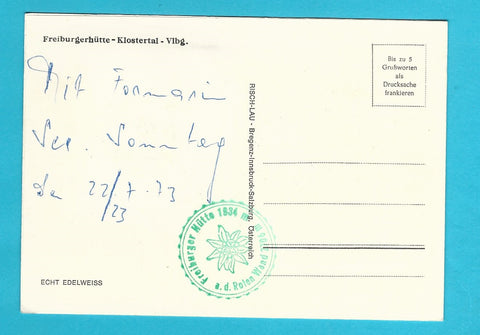 Freiburgerhütte - Klostertal - Vlbg.
Bis zu 5
Grußworten
als
Drucksache
frankieren
Mit Formarin
See. Sonntag
22/7.73
23
RISCH-LAU - Bregenz-Innsbruck-Salzburg, Österreich
Freiburger Hütte 1934 m
a. d. Roten Wand
ECHT EDELWEISS